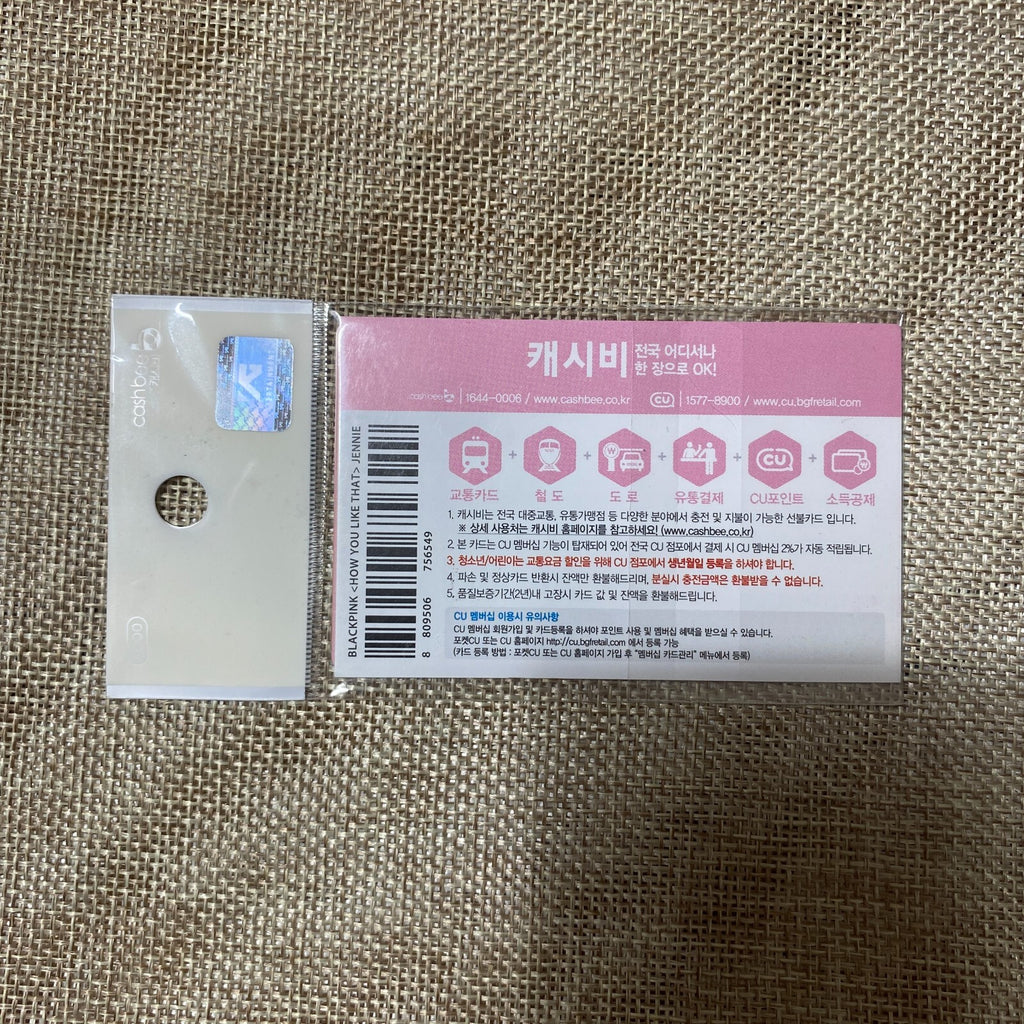 cashbee
캐시비 전국 어디서나
한 장으로 OK!
cashbee 1644-0006 / www.cashbee.co.kr CU 1577-8900 / www.cu.bgfretail.com
교통카드 + 철 도 + 도 로 + 유통결제 + CU포인트 + 소득공제
CU
W
W
1. 캐시비는 전국 대중교통, 유통가맹점 등 다양한 분야에서 충전 및 지불이 가능한 선불카드 입니다.
※ 상세 사용처는 캐시비 홈페이지를 참고하세요! (www.cashbee.co.kr)
2. 본 카드는 CU 멤버십 기능이 탑재되어 있어 전국 CU 점포에서 결제 시 CU 멤버십 2%가 자동 적립됩니다.
3. 청소년/어린이는 교통요금 할인을 위해 CU 점포에서 생년월일 등록을 하셔야 합니다.
4. 파손 및 정상카드 반환시 잔액만 환불해드리며, 분실시 충전금액은 환불받을 수 없습니다.
5. 품질보증기간(2년)내 고장시 카드 값 및 잔액을 환불해드립니다.
CU 멤버십 이용시 유의사항
CU 멤버십 회원가입 및 카드등록을 하셔야 포인트 사용 및 멤버십 혜택을 받으실 수 있습니다.
포켓CU 또는 CU 홈페이지 http://cu.bgfretail.com 에서 등록 가능
(카드 등록 방법 : 포켓CU 또는 CU 홈페이지 가입 후 "멤버십 카드관리" 메뉴에서 등록)
BLACKPINK <HOW YOU LIKE THAT> JENNIE
8 809506 756549